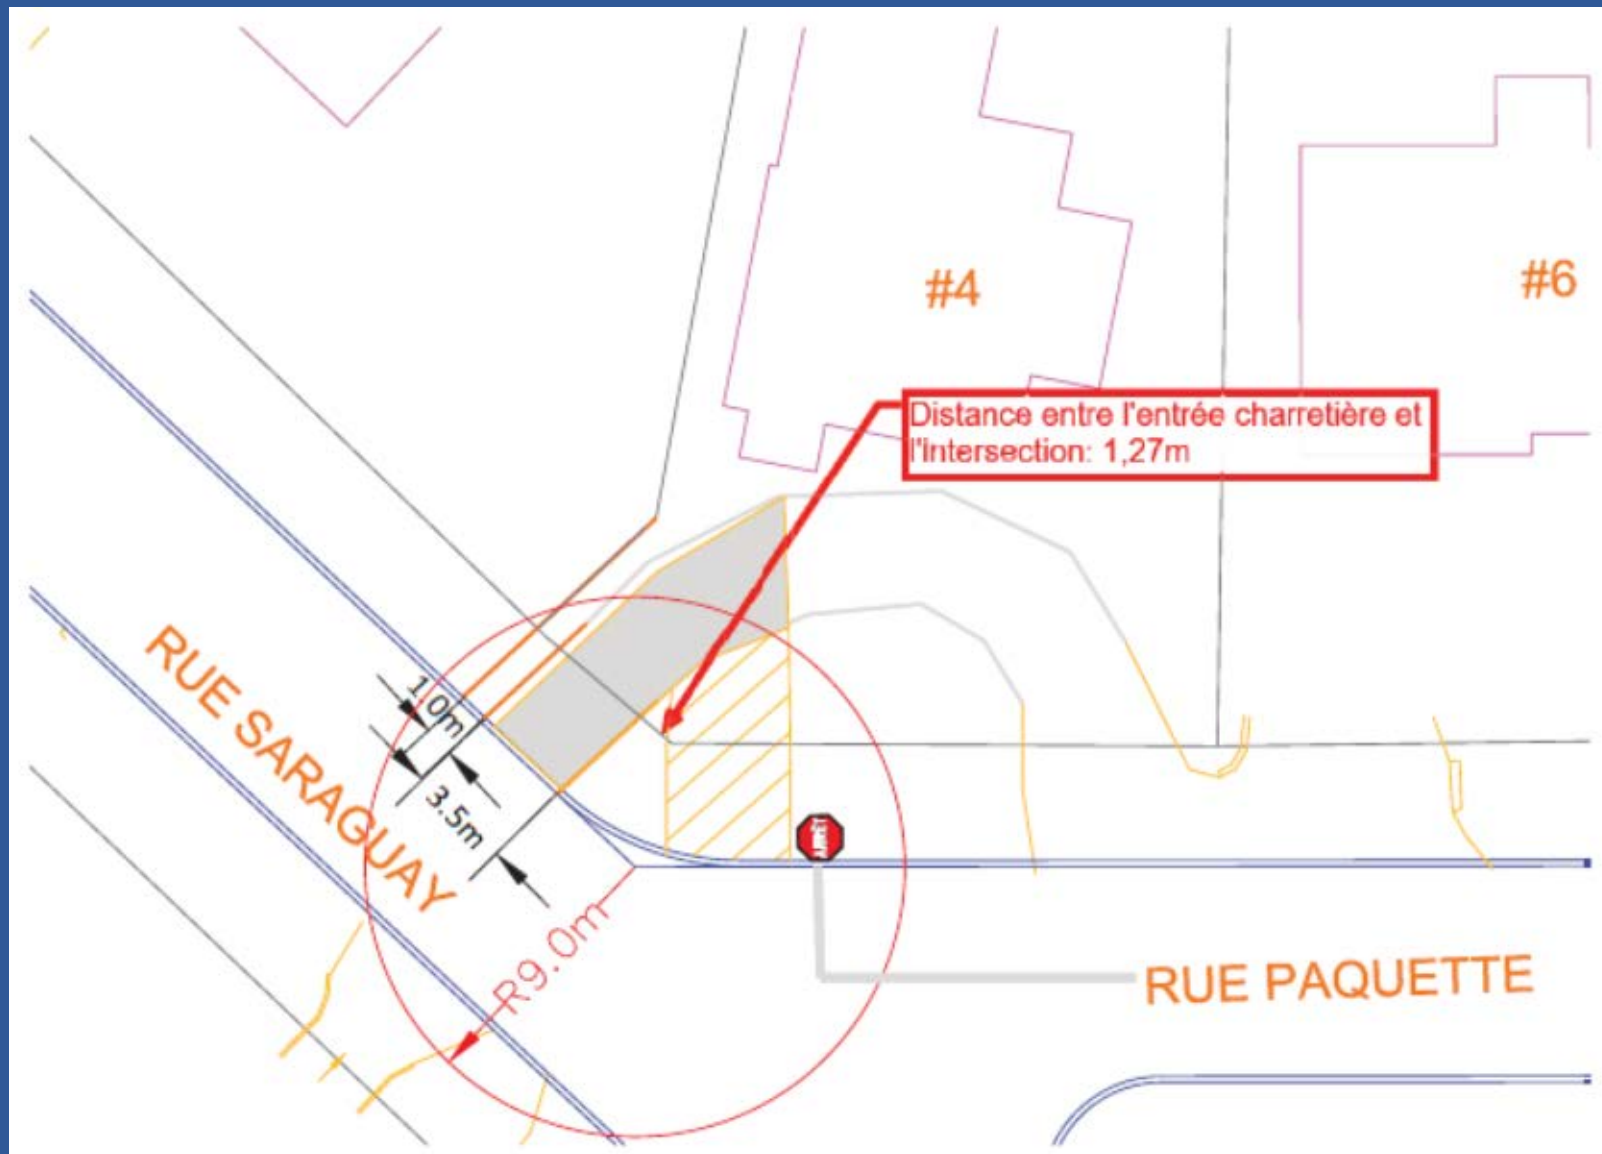 #4
#6
Distance entre l'entrée charretière et
l'intersection: 1,27m
RUE SARAGUAY
1.0m
3.5m
ARRÊT
R9.0m
RUE PAQUETTE